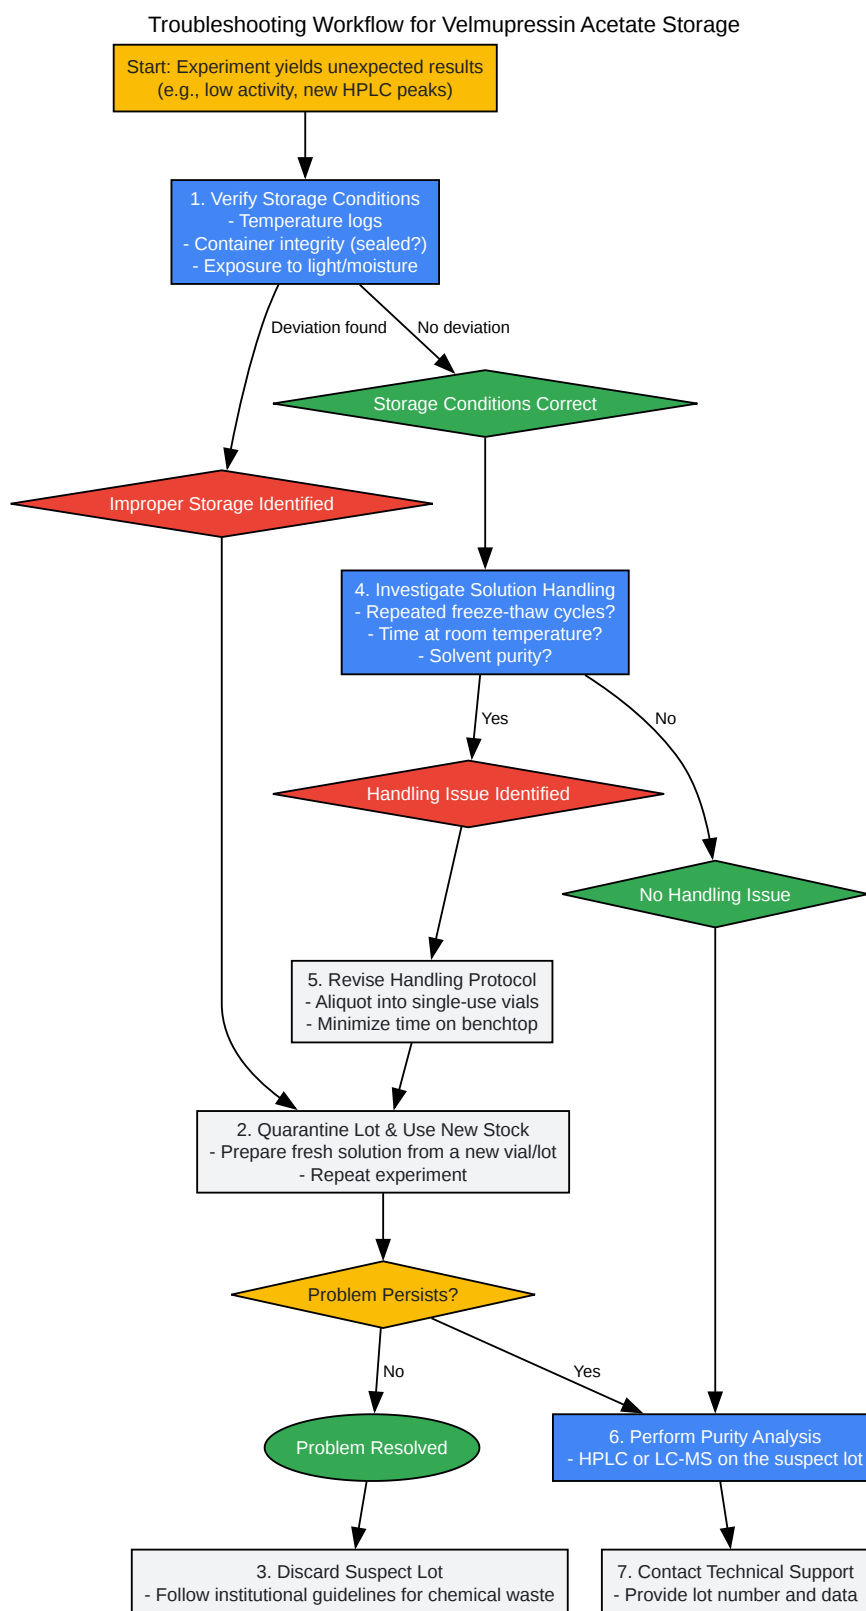 Troubleshooting Workflow for Velmupressin Acetate Storage
Start: Experiment yields unexpected results
(e.g., low activity, new HPLC peaks)
1. Verify Storage Conditions
- Temperature logs
- Container integrity (sealed?)
- Exposure to light/moisture
Deviation found
No deviation
Storage Conditions Correct
Improper Storage Identified
4. Investigate Solution Handling
- Repeated freeze-thaw cycles?
- Time at room temperature?
- Solvent purity?
Yes
No
Handling Issue Identified
No Handling Issue
5. Revise Handling Protocol
- Aliquot into single-use vials
- Minimize time on benchtop
2. Quarantine Lot & Use New Stock
- Prepare fresh solution from a new vial/lot
- Repeat experiment
Problem Persists?
No
Yes
Problem Resolved
6. Perform Purity Analysis
- HPLC or LC-MS on the suspect lot
3. Discard Suspect Lot
- Follow institutional guidelines for chemical waste
7. Contact Technical Support
- Provide lot number and data